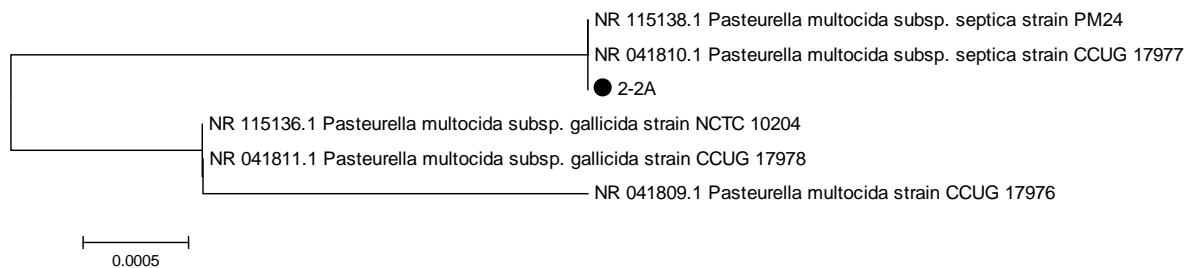 NR 115138.1 Pasteurella multocida subsp. septica strain PM24
NR 041810.1 Pasteurella multocida subsp. septica strain CCUG 17977
2-2A
NR 115136.1 Pasteurella multocida subsp. gallicida strain NCTC 10204
NR 041811.1 Pasteurella multocida subsp. gallicida strain CCUG 17978
NR 041809.1 Pasteurella multocida strain CCUG 17976
0.0005